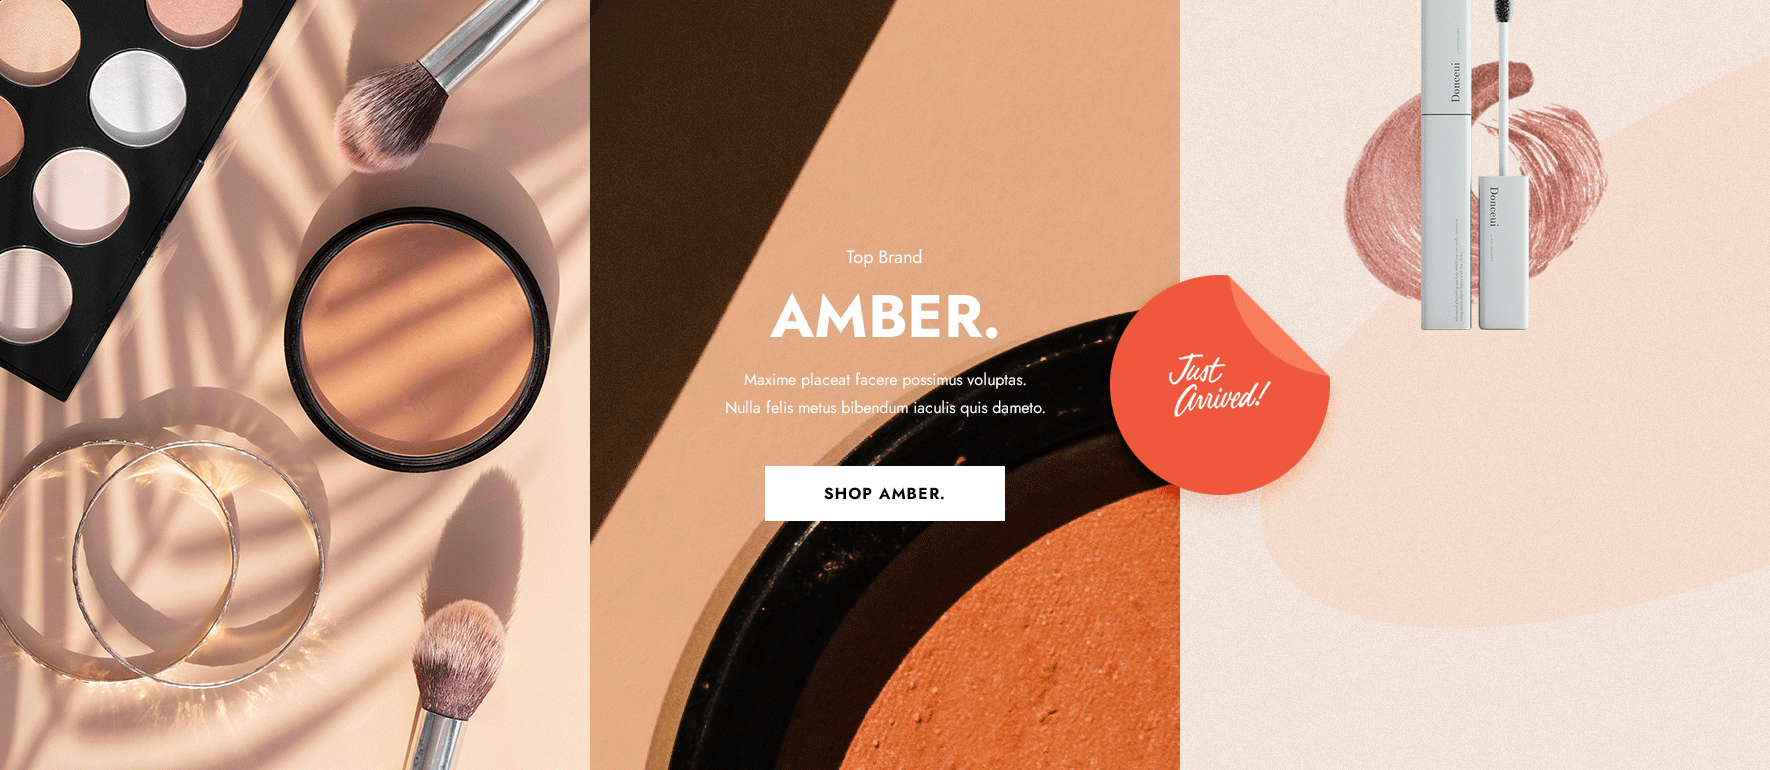 Top Brand
AMBER.
Maxime placeat facere possimus voluptas.
Nulla felis metus bibendum iaculis quis dameto.
SHOP AMBER.
Just
Arrived!
Donceui
Donceui